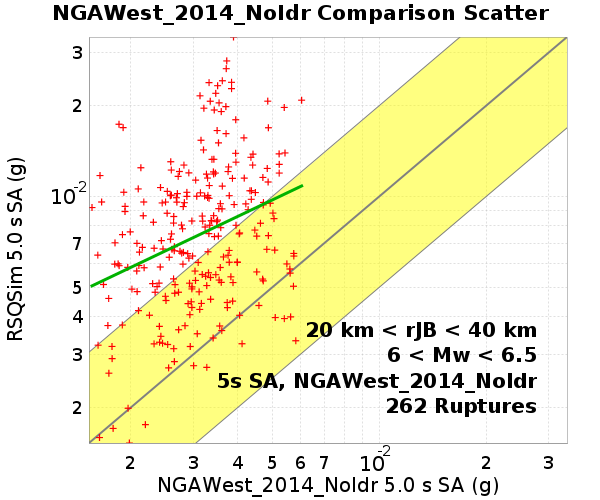 NGAWest_2014_NoIdr Comparison Scatter
RSQSim 5.0 s SA (g)
3
2
10-2
7
5
4
3
2
20 km < rJB < 40 km
6 < Mw < 6.5
5s SA, NGAWest_2014_NoIdr
262 Ruptures
2 3 4 5 6 7 10-2 2 3
NGAWest_2014_NoIdr 5.0 s SA (g)